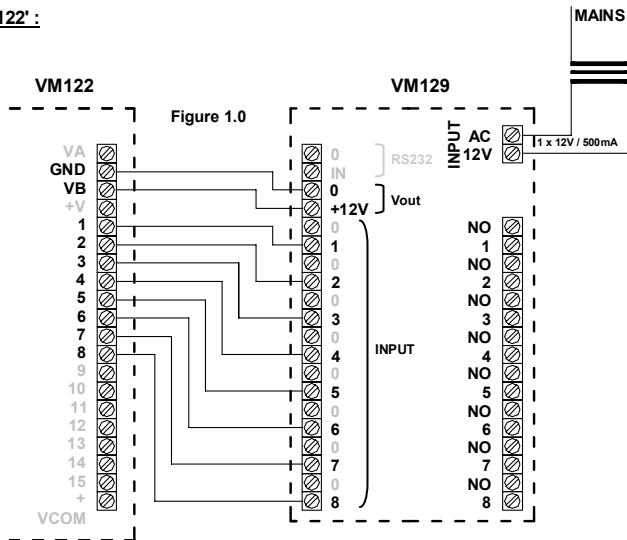 122' :
MAINS
VM122
VM129
Figure 1.0
INPUT
AC
12V
1 x 12V / 500mA
VA
GND
VB
+V
1
2
3
4
5
6
7
8
9
10
11
12
13
14
15
+
VCOM
0
IN
RS232
0
+12V
Vout
0
1
0
2
0
3
0
4
0
5
0
6
0
7
0
8
INPUT
NO
1
NO
2
NO
3
NO
4
NO
5
NO
6
NO
7
NO
8